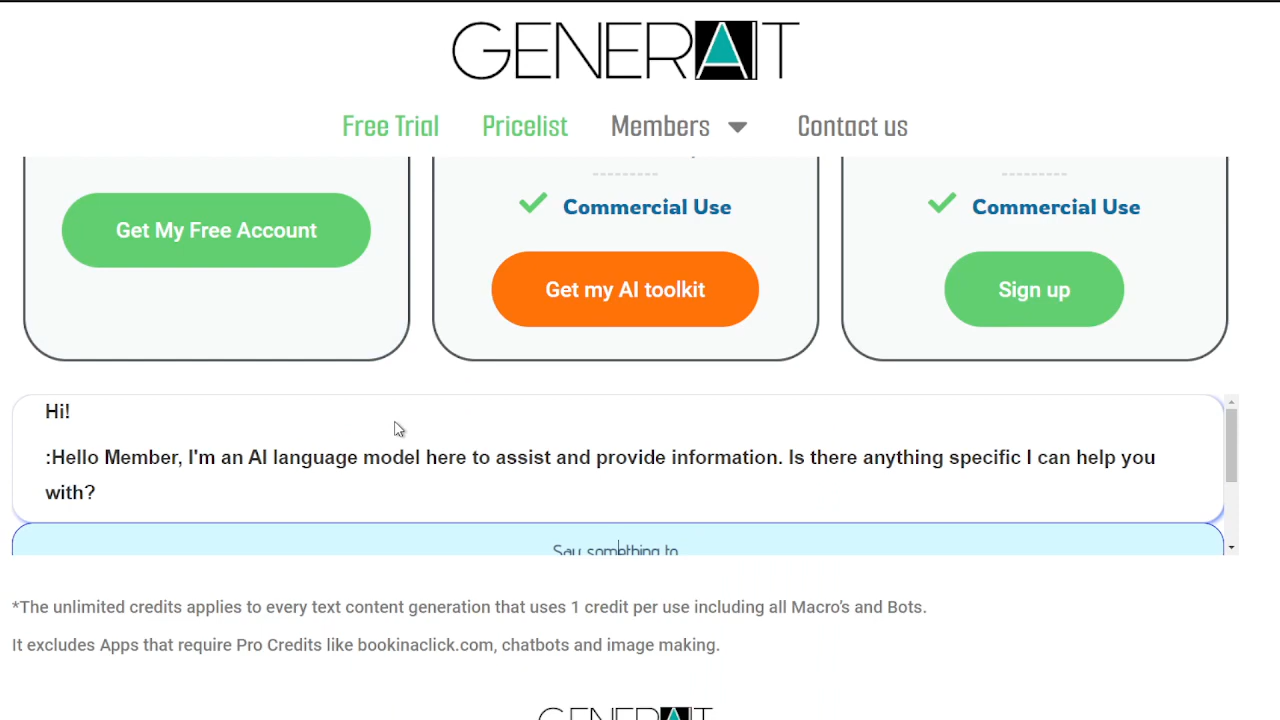 GENERAIT
Free Trial Pricelist Members Contact us
Commercial Use
Commercial Use
Get My Free Account
Get my AI toolkit
Sign up
Hi!
:Hello Member, I'm an AI language model here to assist and provide information. Is there anything specific I can help you
with?
Say something to
*The unlimited credits applies to every text content generation that uses 1 credit per use including all Macro's and Bots.
It excludes Apps that require Pro Credits like bookinaclick.com, chatbots and image making.
GENERAIT